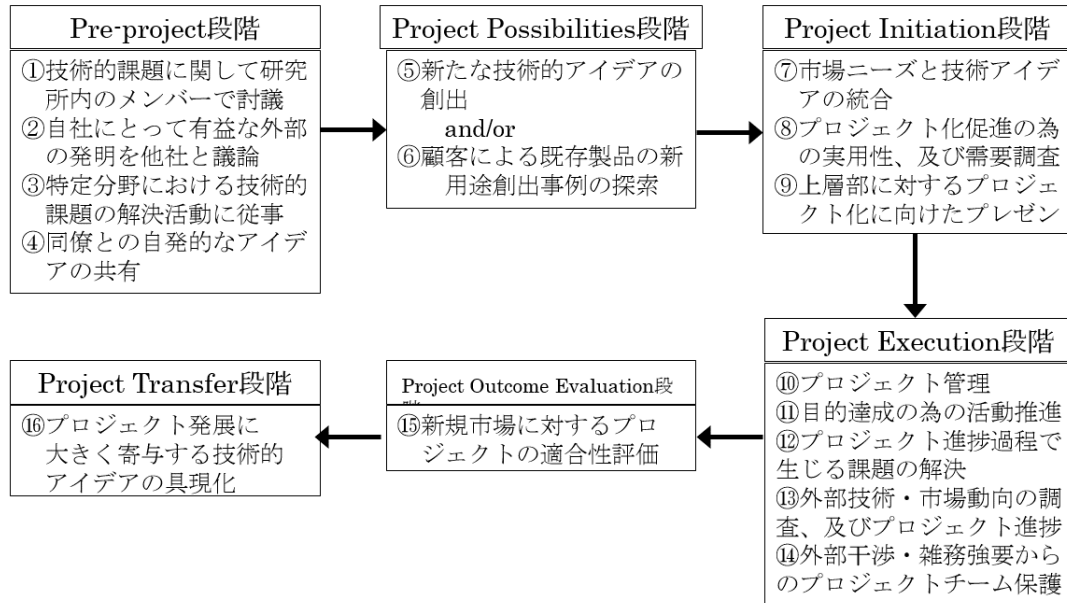 Pre-project段階
①技術的課題に関して研究
所内のメンバーで討議
②自社にとって有益な外部
の発明を他社と議論
③特定分野における技術的
課題の解決活動に従事
④同僚との自発的なアイデ
アの共有
Project Possibilities段階
⑤新たな技術的アイデアの
創出
and/or
⑥顧客による既存製品の新
用途創出事例の探索
Project Initiation段階
⑦市場ニーズと技術アイデ
アの統合
⑧プロジェクト化促進の為
の実用性、及び需要調査
⑨上層部に対するプロジェ
クト化に向けたプレゼン
Project Execution段階
⑩プロジェクト管理
⑪目的達成の為の活動推進
⑫プロジェクト進捗過程で
生じる課題の解決
⑬外部技術・市場動向の調
査、及びプロジェクト進捗
⑭外部干渉・雑務強要から
のプロジェクトチーム保護
Project Outcome Evaluation段
階
⑮新規市場に対するプロ
ジェクトの適合性評価
Project Transfer段階
⑯プロジェクト発展に
大きく寄与する技術的
アイデアの具現化